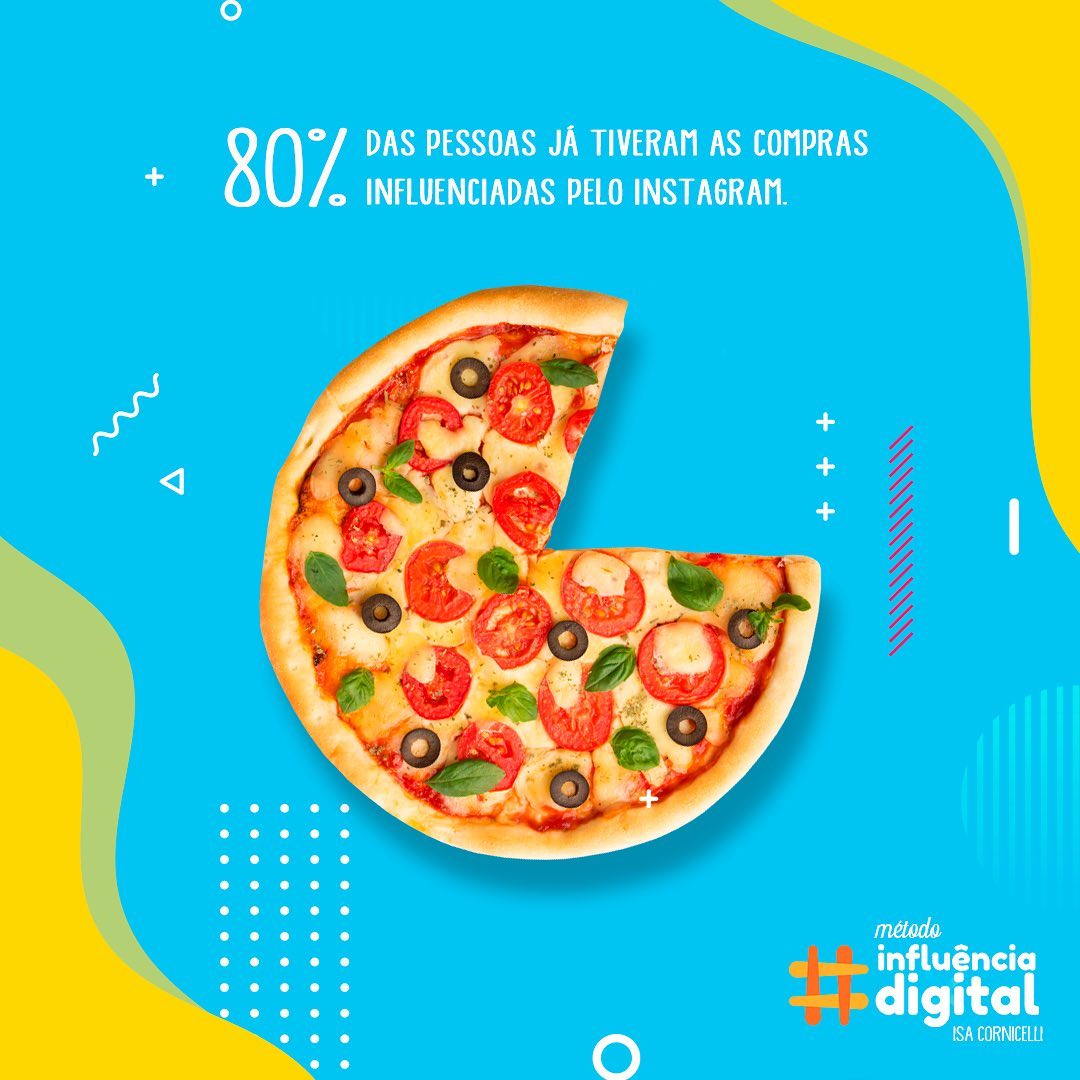 80% DAS PESSOAS JÁ TIVERAM AS COMPRAS
INFLUENCIADAS PELO INSTAGRAM.
método
influência
digital
ISA CORNICELLI